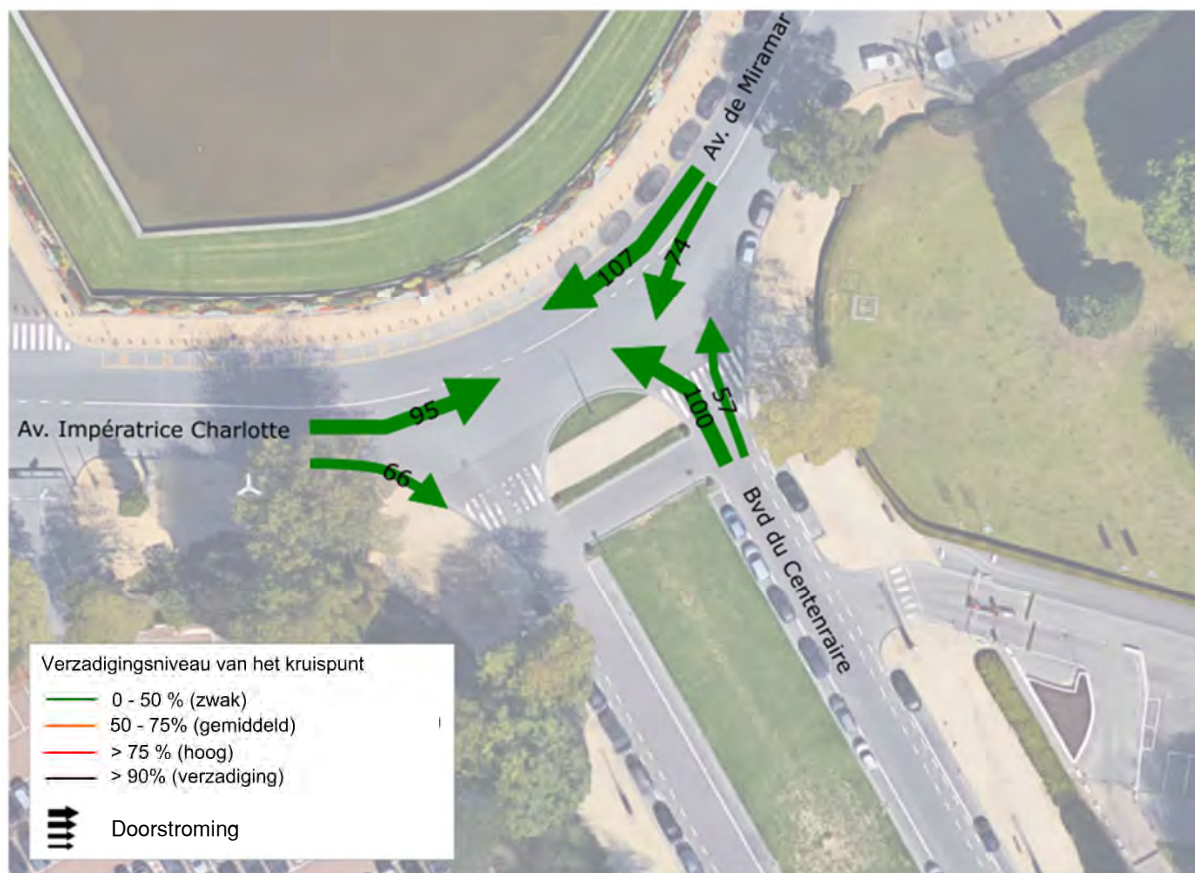 Av. de Miramar
107
74
95
100
57
Av. Impératrice Charlotte
66
Bvd du Centenraire
Verzadigingsniveau van het kruispunt
0 - 50 % (zwak)
50 - 75% (gemiddeld)
> 75 % (hoog)
> 90% (verzadiging)
Doorstroming